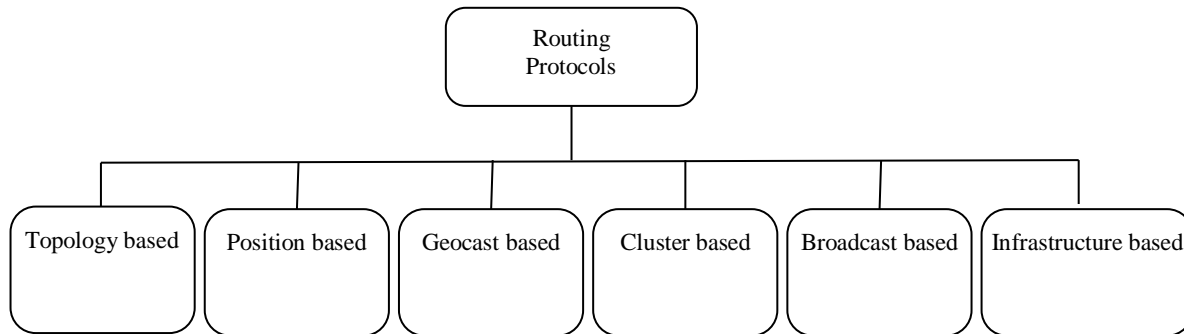 Routing
Protocols
Topology based
Position based
Geocast based
Cluster based
Broadcast based
Infrastructure based